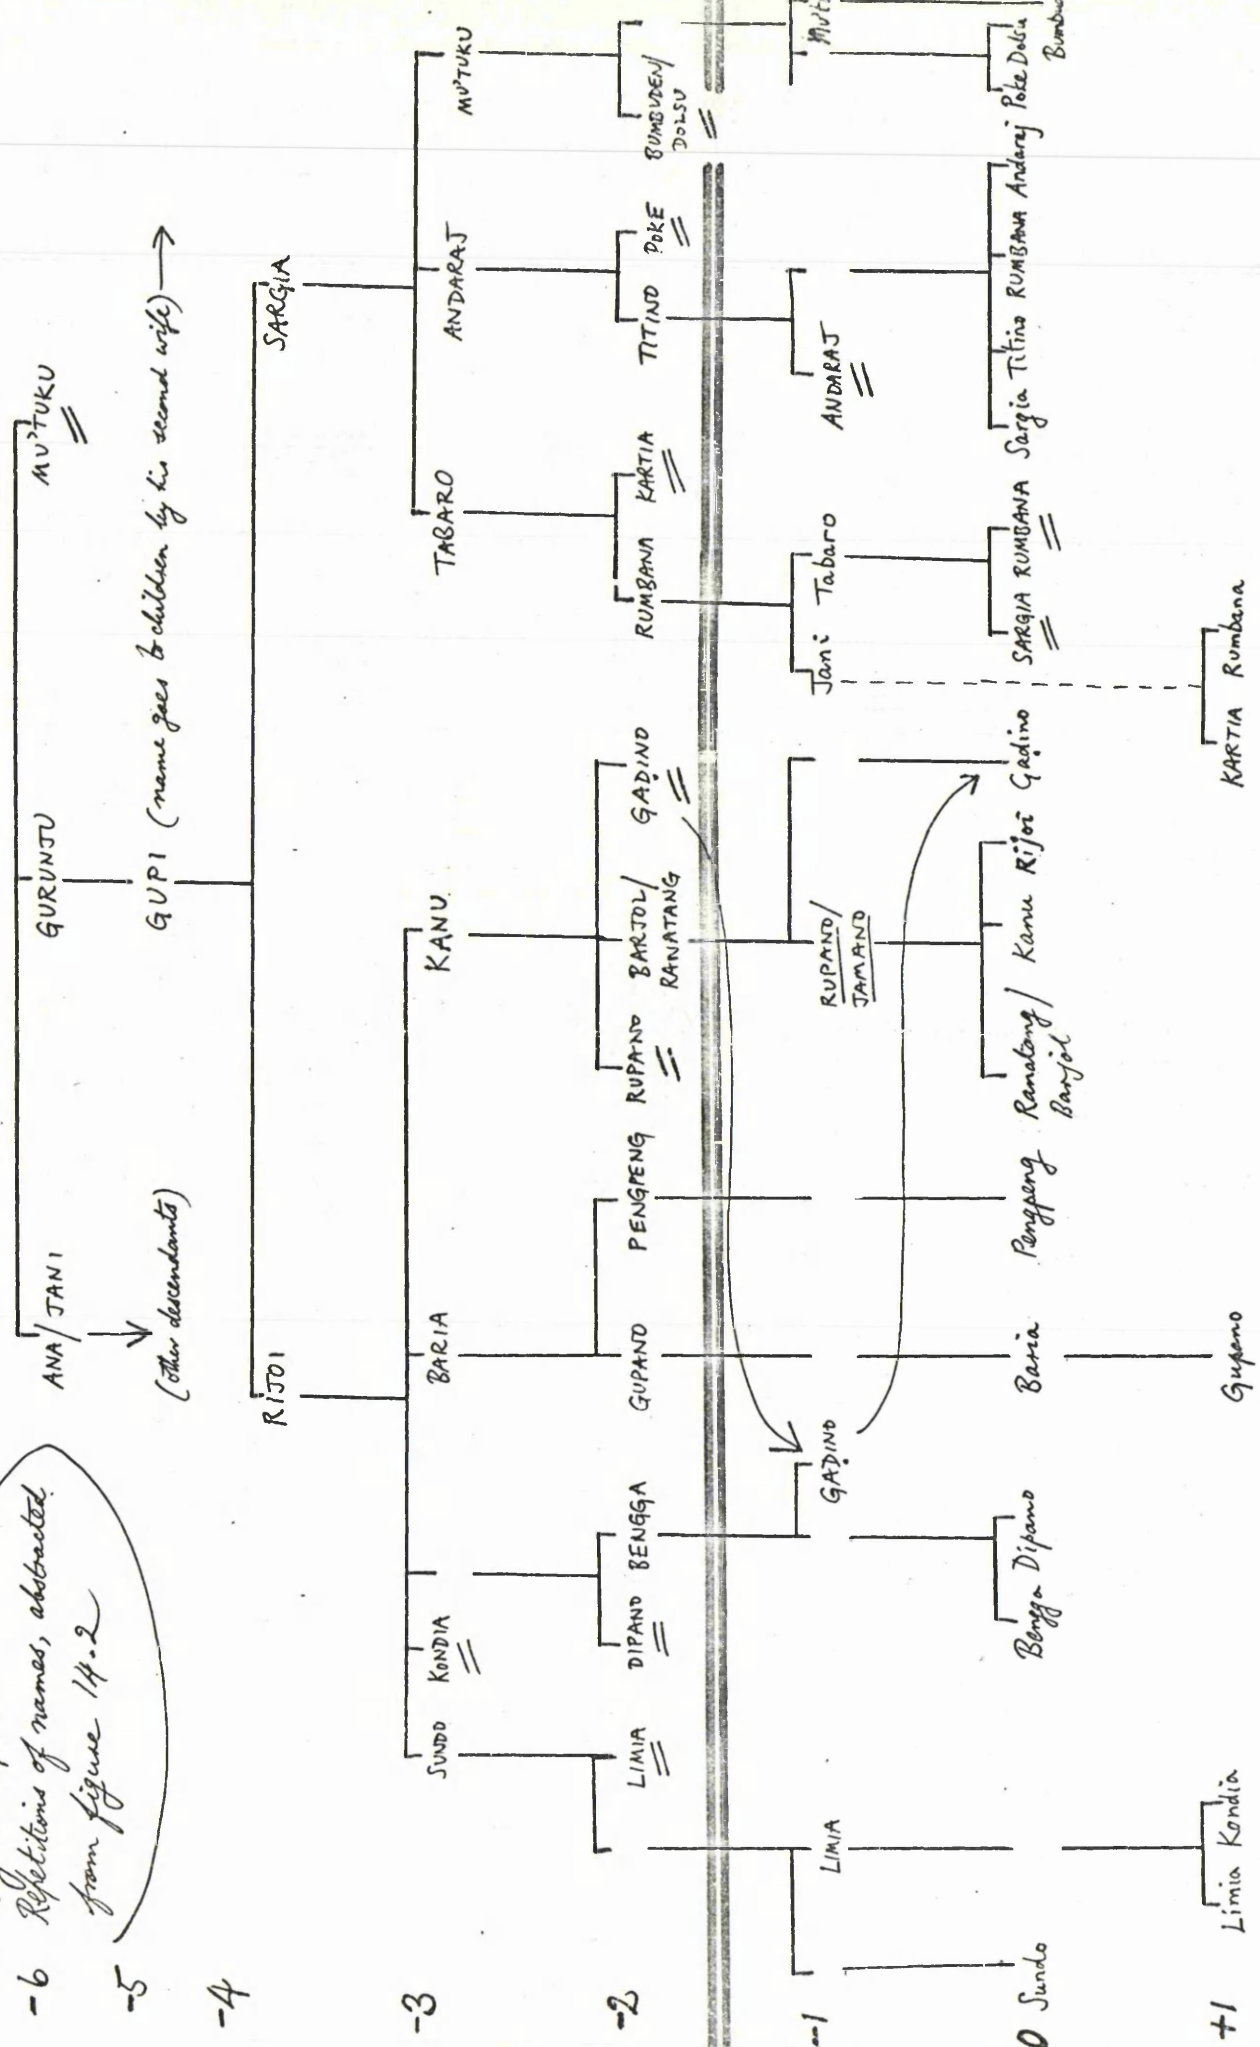 Repetitions of names, abstracted
from figure 14.2
-6
ANA/JANI
GURUNJU
MU'TUKU
-5
(other descendants)
GUPI (name goes to children by his second wife)
-4
RIJOI
SARGIA
-3
SUNDO
KONDIA
BARIA
KANU
TABARO
ANDARAJ
MU'TUKU
-2
LIMIA
DIPANO
BENGGA
GUPANO
PENGPENG
RUPANO
BARJOL/
RANATANG
GAḌINO
RUMBANA
KARTIA
TITINO
POKE
BUMBUDEN/
DOLSU
-1
LIMIA
GAḌINO
RUPANO/
JAMANO
Jani
Tabaro
ANDARAJ
0
Sundo
Bengga
Dipano
Baria
Pengpeng
Ranatang/
Barjol
Kanu
Rijoi
Gaḍino
SARGIA
RUMBANA
Sargia
Titino
RUMBANA
Andaraj
Poke
Dolsu
+1
Limia
Kondia
Gupano
KARTIA
Rumbana